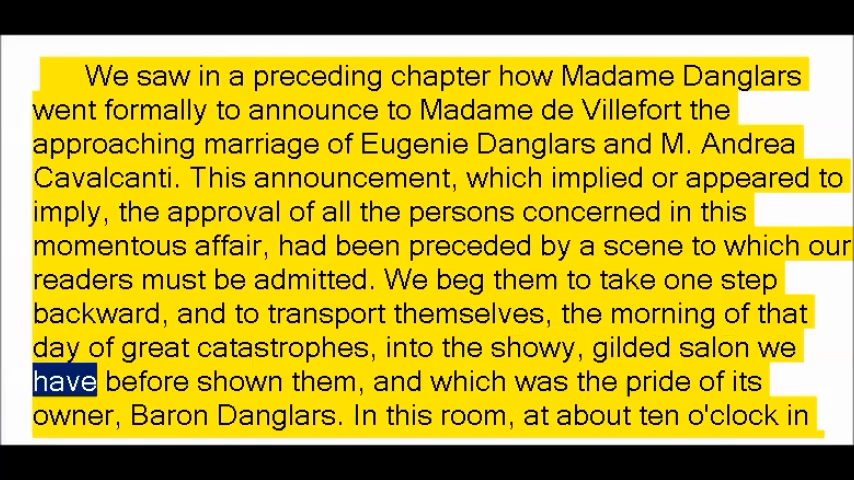 We saw in a preceding chapter how Madame Danglars
went formally to announce to Madame de Villefort the
approaching marriage of Eugenie Danglars and M. Andrea
Cavalcanti. This announcement, which implied or appeared to
imply, the approval of all the persons concerned in this
momentous affair, had been preceded by a scene to which our
readers must be admitted. We beg them to take one step
backward, and to transport themselves, the morning of that
day of great catastrophes, into the showy, gilded salon we
have before shown them, and which was the pride of its
owner, Baron Danglars. In this room, at about ten o'clock in